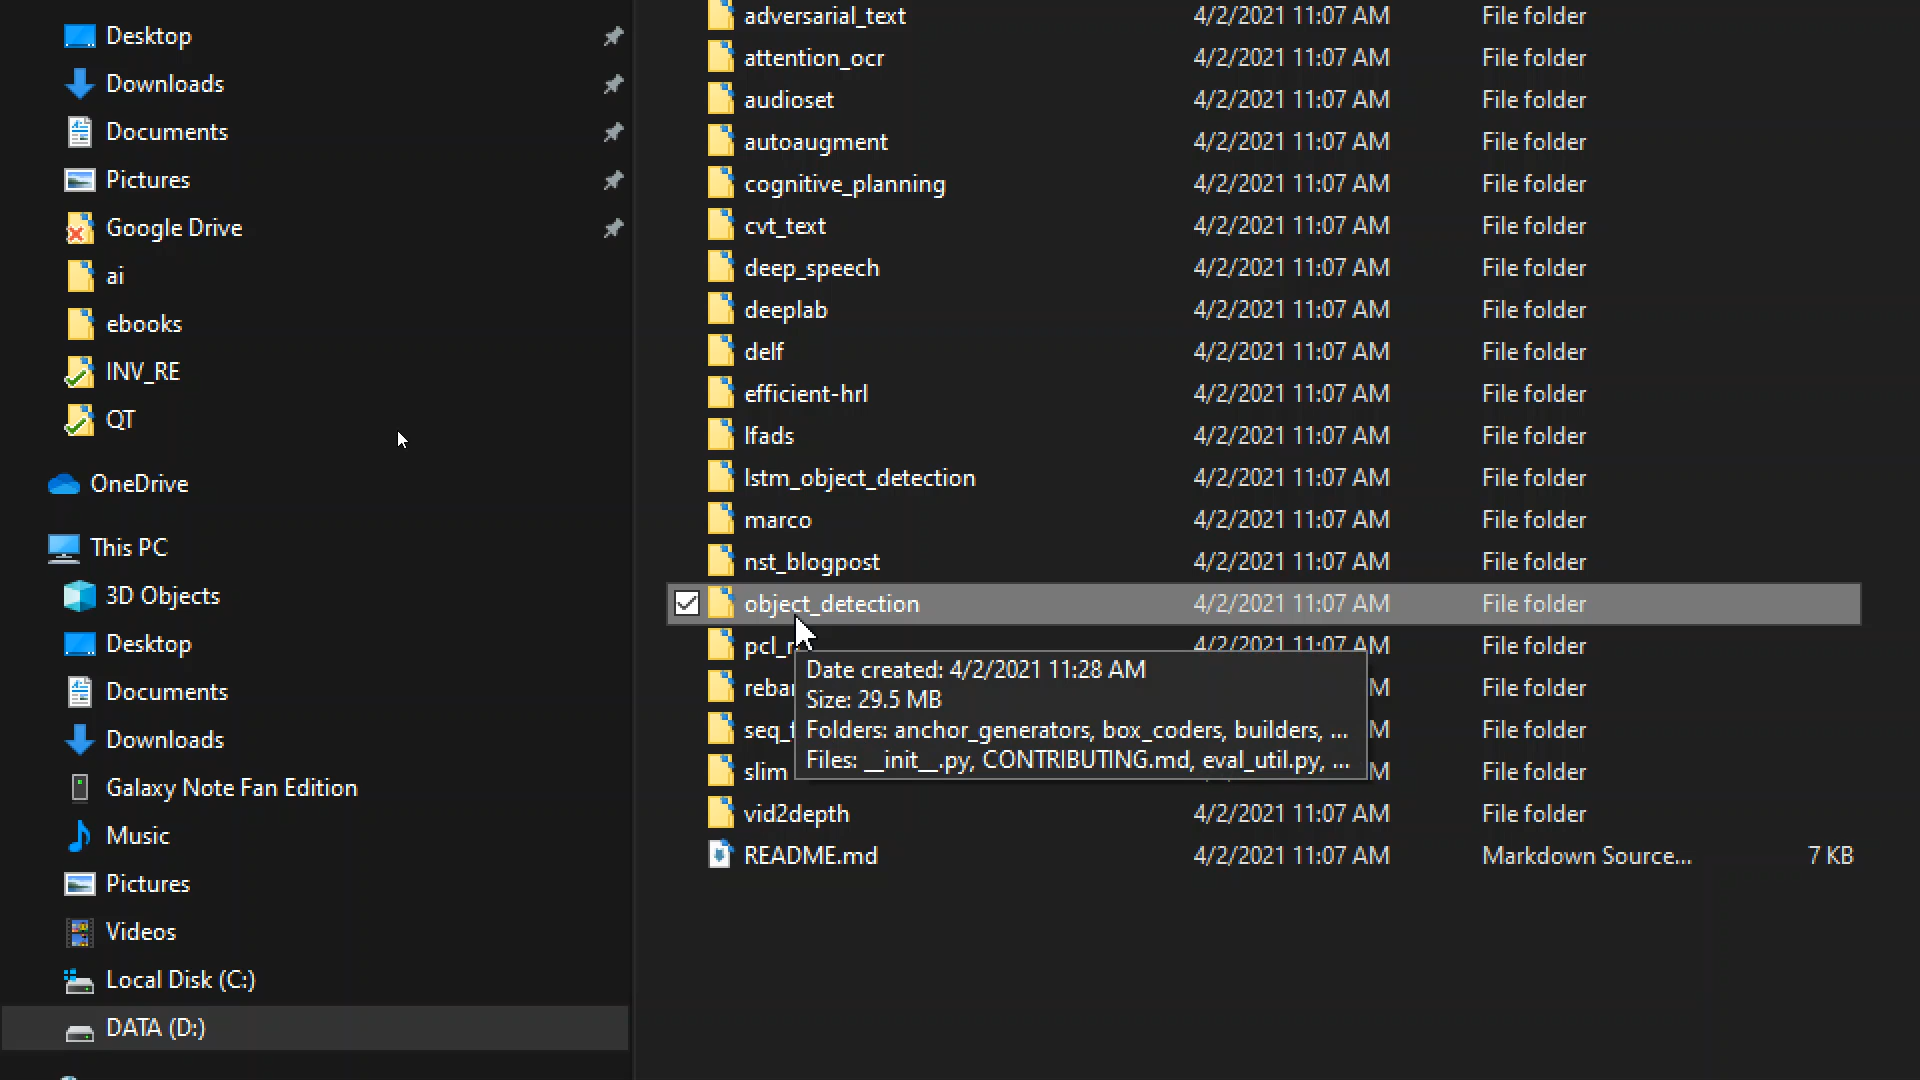 Desktop
Downloads
Documents
Pictures
Google Drive
ai
ebooks
INV_RE
QT
OneDrive
This PC
3D Objects
Desktop
Documents
Downloads
Galaxy Note Fan Edition
Music
Pictures
Videos
Local Disk (C:)
DATA (D:)
adversarial_text 4/2/2021 11:07 AM File folder
attention_ocr 4/2/2021 11:07 AM File folder
audioset 4/2/2021 11:07 AM File folder
autoaugment 4/2/2021 11:07 AM File folder
cognitive_planning 4/2/2021 11:07 AM File folder
cvt_text 4/2/2021 11:07 AM File folder
deep_speech 4/2/2021 11:07 AM File folder
deeplab 4/2/2021 11:07 AM File folder
delf 4/2/2021 11:07 AM File folder
efficient-hrl 4/2/2021 11:07 AM File folder
lfads 4/2/2021 11:07 AM File folder
lstm_object_detection 4/2/2021 11:07 AM File folder
marco 4/2/2021 11:07 AM File folder
nst_blogpost 4/2/2021 11:07 AM File folder
object_detection 4/2/2021 11:07 AM File folder
4/2/2021 11:07 AM File folder
Date created: 4/2/2021 11:28 AM
Size: 29.5 MB
Folders: anchor_generators, box_coders, builders, ...
Files: __init__.py, CONTRIBUTING.md, eval_util.py, ...
File folder
File folder
slim File folder
vid2depth 4/2/2021 11:07 AM File folder
README.md 4/2/2021 11:07 AM Markdown Source... 7 KB